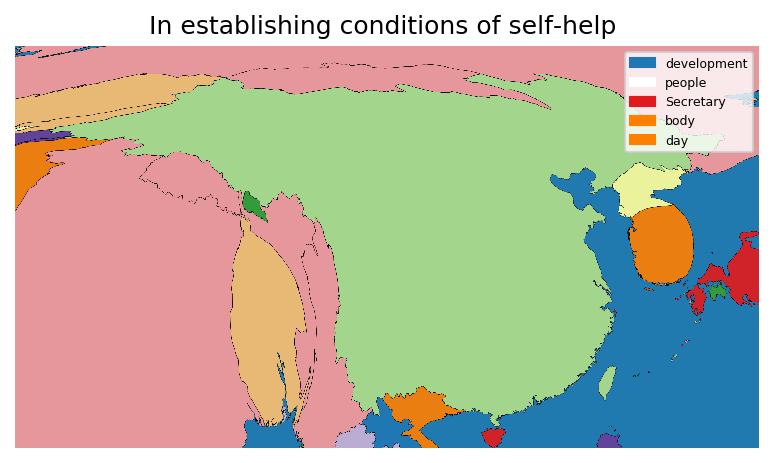 In establishing conditions of self-help
development
people
Secretary
body
day